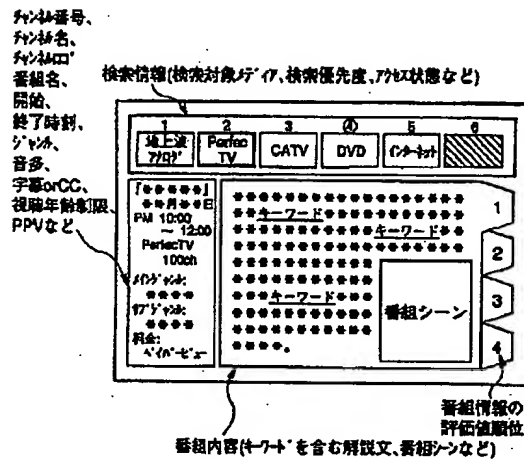 チャンネル番号、
チャンネル名、
チャンネルロゴ
番組名、
開始、
終了時刻、
ジャンル、
音多、
字幕orCC、
視聴年齢制限、
PPVなど
検索情報(検索対象メディア、検索優先度、アクセス状態など)
1 2 3 ④ 5 6
地上波アナログ PerfecTV CATV DVD インターネット
『*****』
**月**日
PM 10:00
～ 12:00
PerfecTV
100ch
メインジャンル:
****
サブジャンル:
****
料金:
ペイパービュー
***************
**キーワード*******
**********キーワード**
***************
*********
*********
***キーワード***
*********
*********
*********
****。
番組シーン
1
2
3
4
番組情報の
評価値順位
番組内容(キーワードを含む解説文、番組シーンなど)